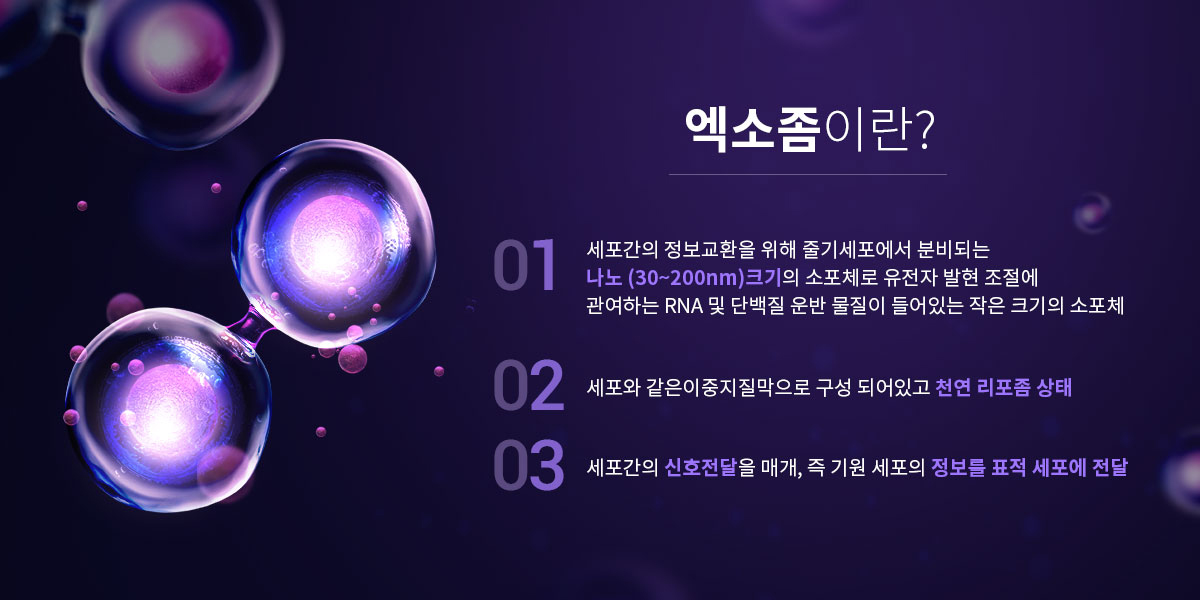 엑소좀이란?
01
세포간의 정보교환을 위해 줄기세포에서 분비되는
나노 (30~200nm)크기의 소포체로 유전자 발현 조절에
관여하는 RNA 및 단백질 운반 물질이 들어있는 작은 크기의 소포체
02
세포와 같은이중지질막으로 구성 되어있고 천연 리포좀 상태
03
세포간의 신호전달을 매개, 즉 기원 세포의 정보를 표적 세포에 전달